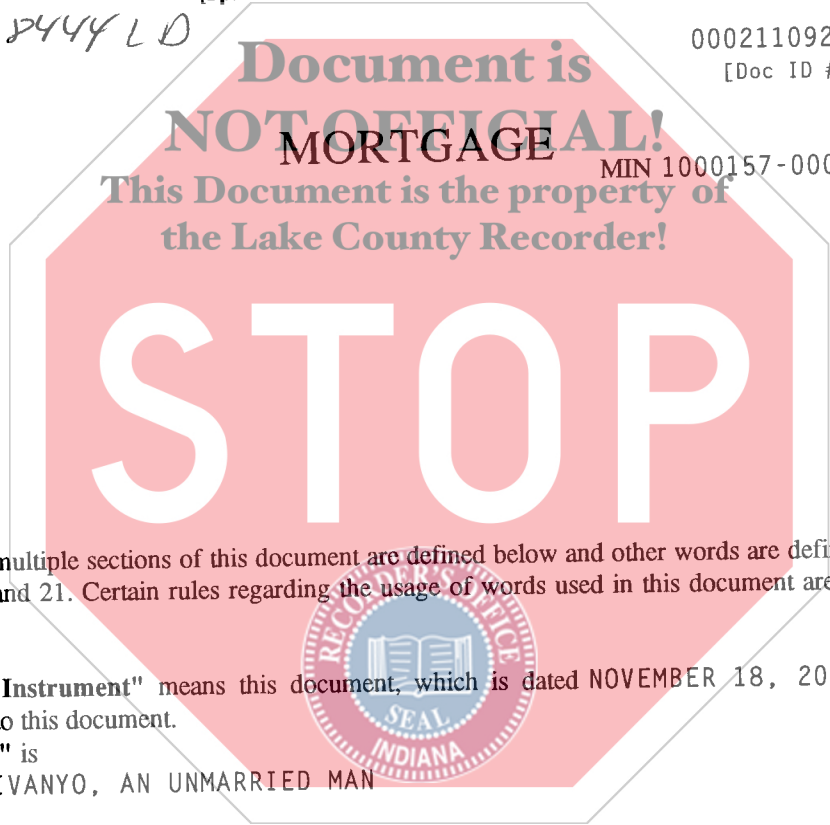 8444 LD
000211092
Document is
[Doc ID #
NOT OFFICIAL!
MORTGAGE
MIN 1000157-000
This Document is the property of
the Lake County Recorder!
STOP
multiple sections of this document are defined below and other words are defi
and 21. Certain rules regarding the usage of words used in this document are
RECORDER'S OFFICE
Instrument" means this document, which is dated NOVEMBER 18, 20
o this document.
SEAL
" is
INDIANA
VANYO, AN UNMARRIED MAN